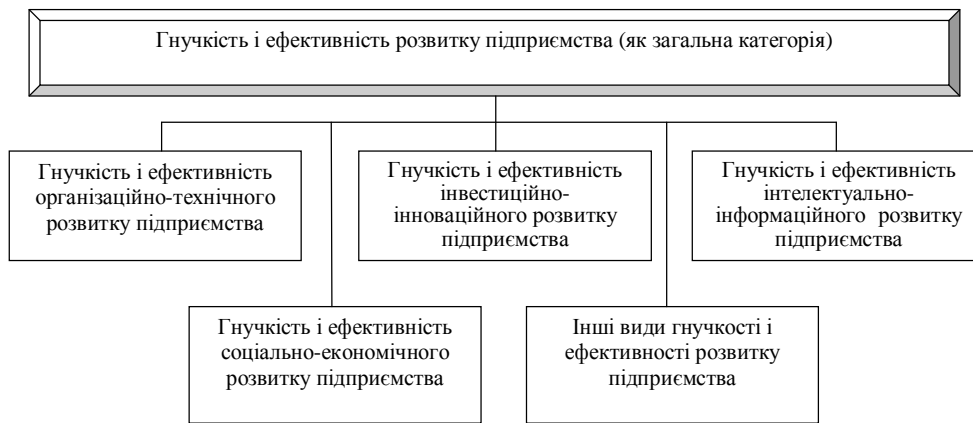 Гнучкість і ефективність розвитку підприємства (як загальна категорія)
Гнучкість і ефективність
організаційно-технічного
розвитку підприємства
Гнучкість і ефективність
інвестиційно-
інноваційного розвитку
підприємства
Гнучкість і ефективність
інтелектуально-
інформаційного розвитку
підприємства
Гнучкість і ефективність
соціально-економічного
розвитку підприємства
Інші види гнучкості і
ефективності розвитку
підприємства